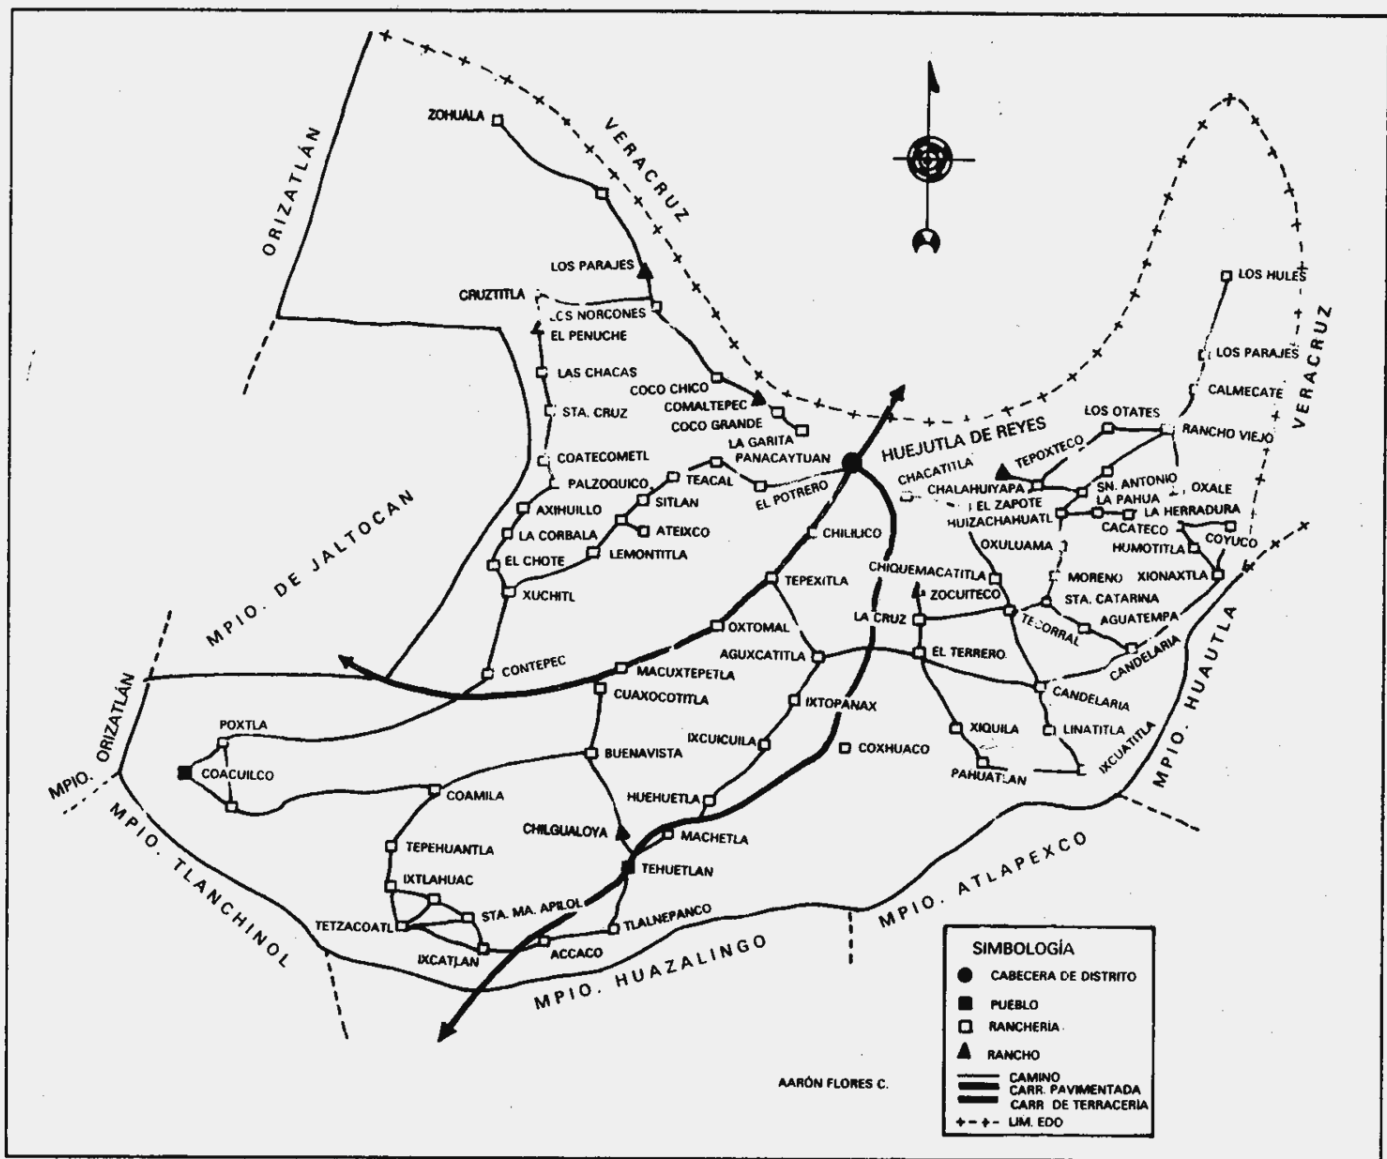 ZOHUALA
VERACRUZ
ORIZATLÁN
LOS PARAJES
CRUZTITLA
LOS NORCONES
EL PENUCHE
LOS HULES
LAS CHACAS
COCO CHICO
COMALTEPEC
COCO GRANDE
LA GARITA
STA. CRUZ
LOS PARAJES
CALMECATE
VERACRUZ
LOS OTATES
RANCHO VIEJO
HUEJUTLA DE REYES
TEPOXTECO
COATECOMETL
PANACAYTUAN
TEACAL
EL POTRERO
CHACATITLA
CHALAHUIYAPA
SN. ANTONIO
PALZOQUICO
SITLAN
EL ZAPOTE
LA PAHUA
OXALE
AXIHUILLO
HUIZACHAHUATL
LA HERRADURA
ATEIXCO
CHILILICO
CACATECO
COYUCO
LA CORBALA
LEMONTITLA
OXULUAMA
HUMOTITLA
EL CHOTE
TEPEXITLA
CHIQUEMACATITLA
MORENO
XIONAXTLA
XUCHITL
ZOCUITECO
STA. CATARINA
MPIO. DE JALTOCAN
OXTOMAL
LA CRUZ
TECORRAL
AGUATEMPA
AGUXCATITLA
EL TERRERO
CANDELARIA
MPIO. HUAUTLA
CONTEPEC
MACUXTEPETLA
CUAXOCOTITLA
IXTOPANAX
CANDELARIA
MPIO. ORIZATLÁN
POXTLA
IXCUICUILA
XIQUILA
LINATITLA
IXCUATITLA
BUENAVISTA
COXHUACO
COACUILCO
PAHUATLAN
COAMILA
HUEHUETLA
CHILGUALOYA
MACHETLA
TEPEHUANTLA
TEHUETLAN
MPIO. TLANCHINOL
IXTLAHUAC
MPIO. ATLAPEXCO
TETZACOATL
STA. MA. APILOL
TLALNEPANCO
IXCATLAN
ACCACO
MPIO. HUAZALINGO
SIMBOLOGÍA
CABECERA DE DISTRITO
PUEBLO
RANCHERÍA
RANCHO
CAMINO
CARR. PAVIMENTADA
CARR DE TERRACERÍA
LIM. EDO
AARÓN FLORES C.